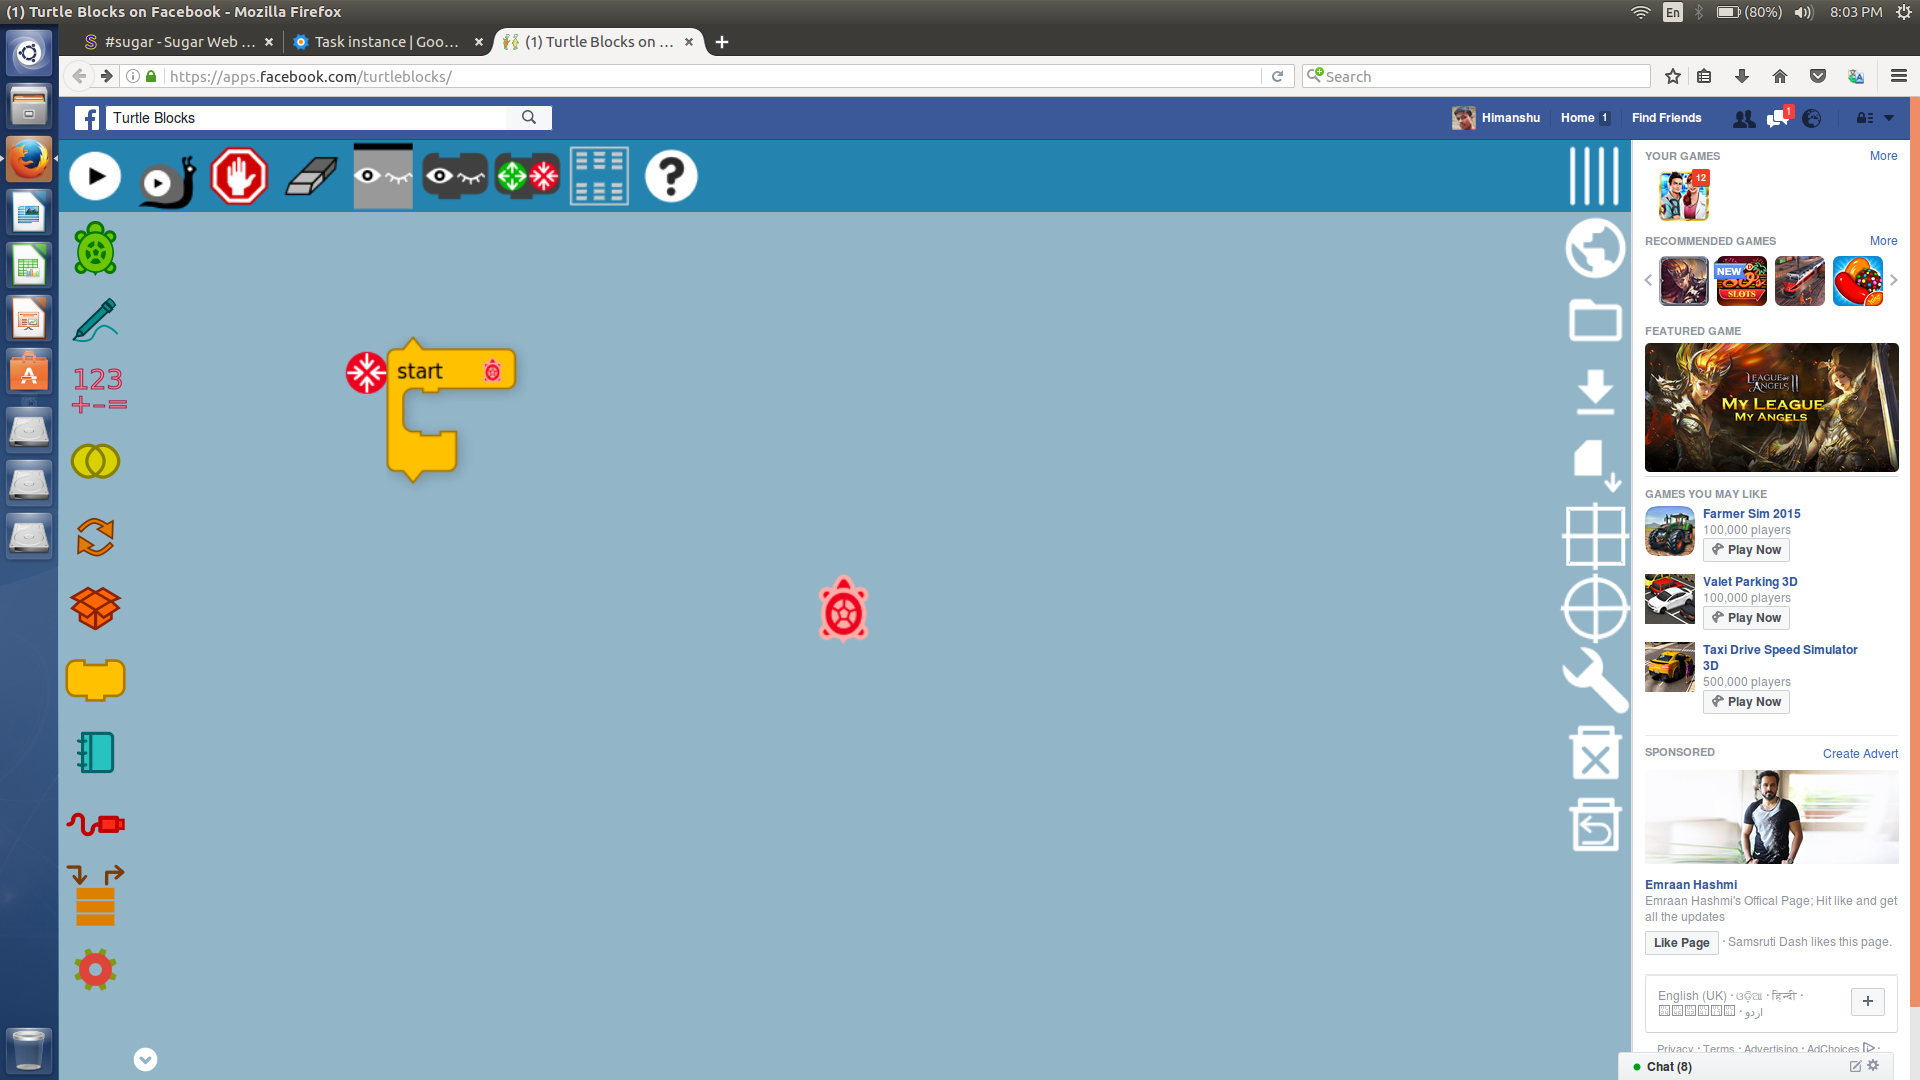 (1) Turtle Blocks on Facebook - Mozilla Firefox
En
(80%)
8:03 PM
#sugar - Sugar Web ...
Task instance | Goo...
(1) Turtle Blocks on ...
https://apps.facebook.com/turtleblocks/
Search
Turtle Blocks
Himanshu
Home 1
Find Friends
1
123
+-=
start
YOUR GAMES
More
12
RECOMMENDED GAMES
More
NEW
SLOTS
FEATURED GAME
LEAGUE OF
ANGELS II
MY LEAGUE
MY ANGELS
GAMES YOU MAY LIKE
Farmer Sim 2015
100,000 players
Play Now
Valet Parking 3D
100,000 players
Play Now
Taxi Drive Speed Simulator
3D
500,000 players
Play Now
SPONSORED
Create Advert
Emraan Hashmi
Emraan Hashmi's Offical Page; Hit like and get
all the updates
Like Page
· Samsruti Dash likes this page.
English (UK) · ଓଡ଼ିଆ · हिन्दी ·
· اردو
Privacy · Terms · Advertising · AdChoices ·
Chat (8)